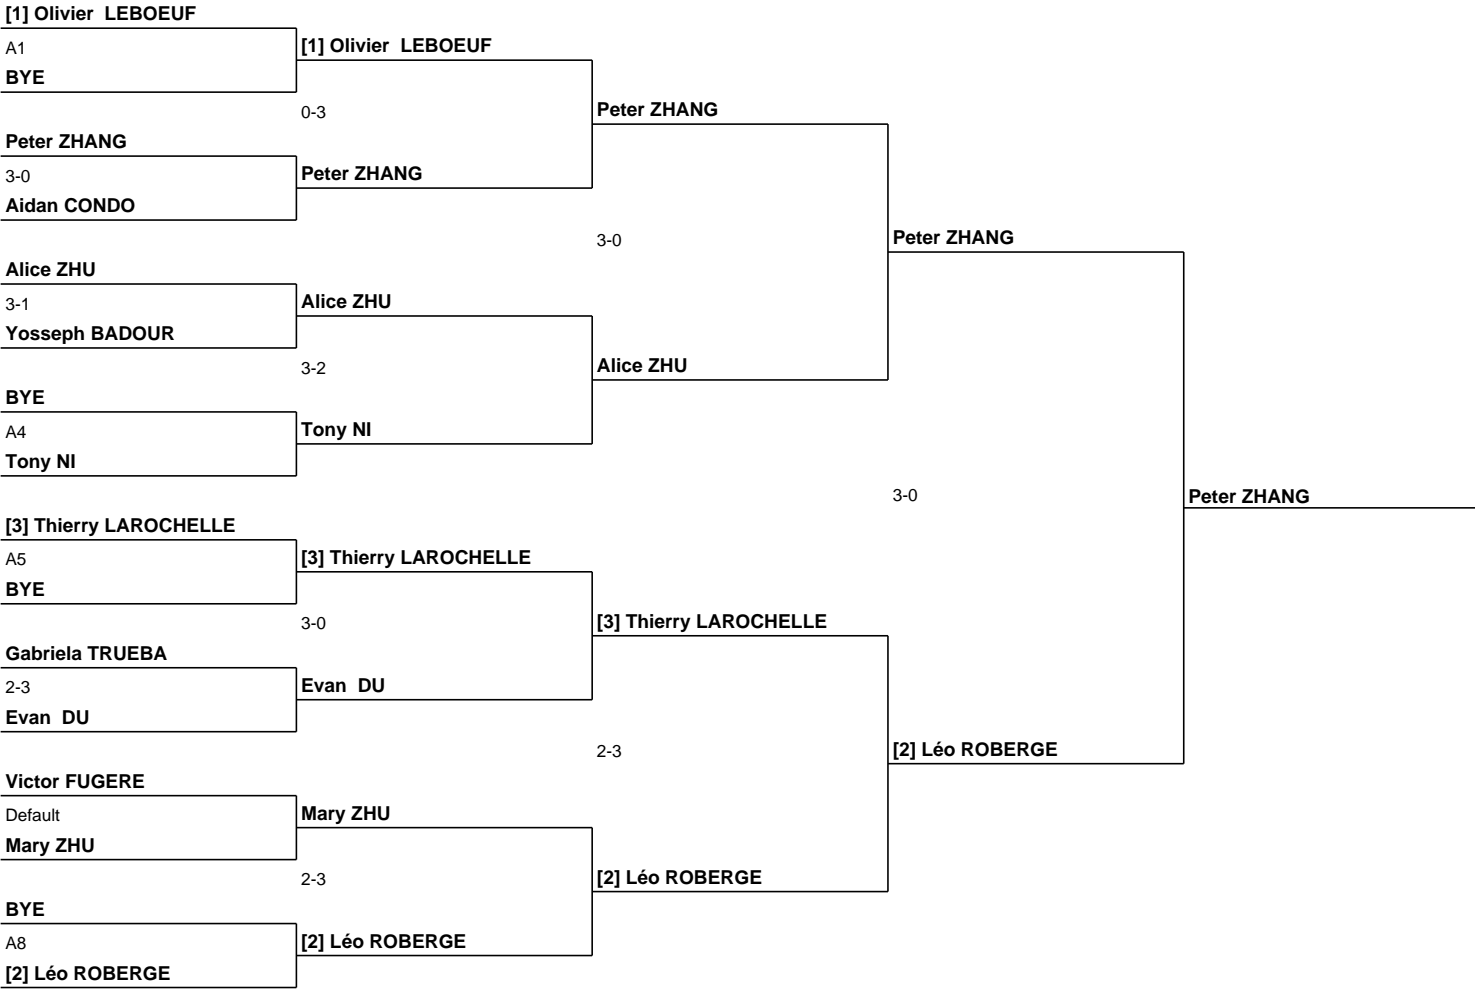 [1] Olivier  LEBOEUF
A1
BYE
[1] Olivier  LEBOEUF
0-3
Peter ZHANG
3-0
Aidan CONDO
Peter ZHANG
Peter ZHANG
3-0
Alice ZHU
3-1
Yosseph BADOUR
Alice ZHU
3-2
BYE
A4
Tony NI
Tony NI
Alice ZHU
Peter ZHANG
3-0
Peter ZHANG
[3] Thierry LAROCHELLE
A5
BYE
[3] Thierry LAROCHELLE
3-0
Gabriela TRUEBA
2-3
Evan  DU
Evan  DU
[3] Thierry LAROCHELLE
2-3
Victor FUGERE
Default
Mary ZHU
Mary ZHU
2-3
BYE
A8
[2] Léo ROBERGE
[2] Léo ROBERGE
[2] Léo ROBERGE
[2] Léo ROBERGE